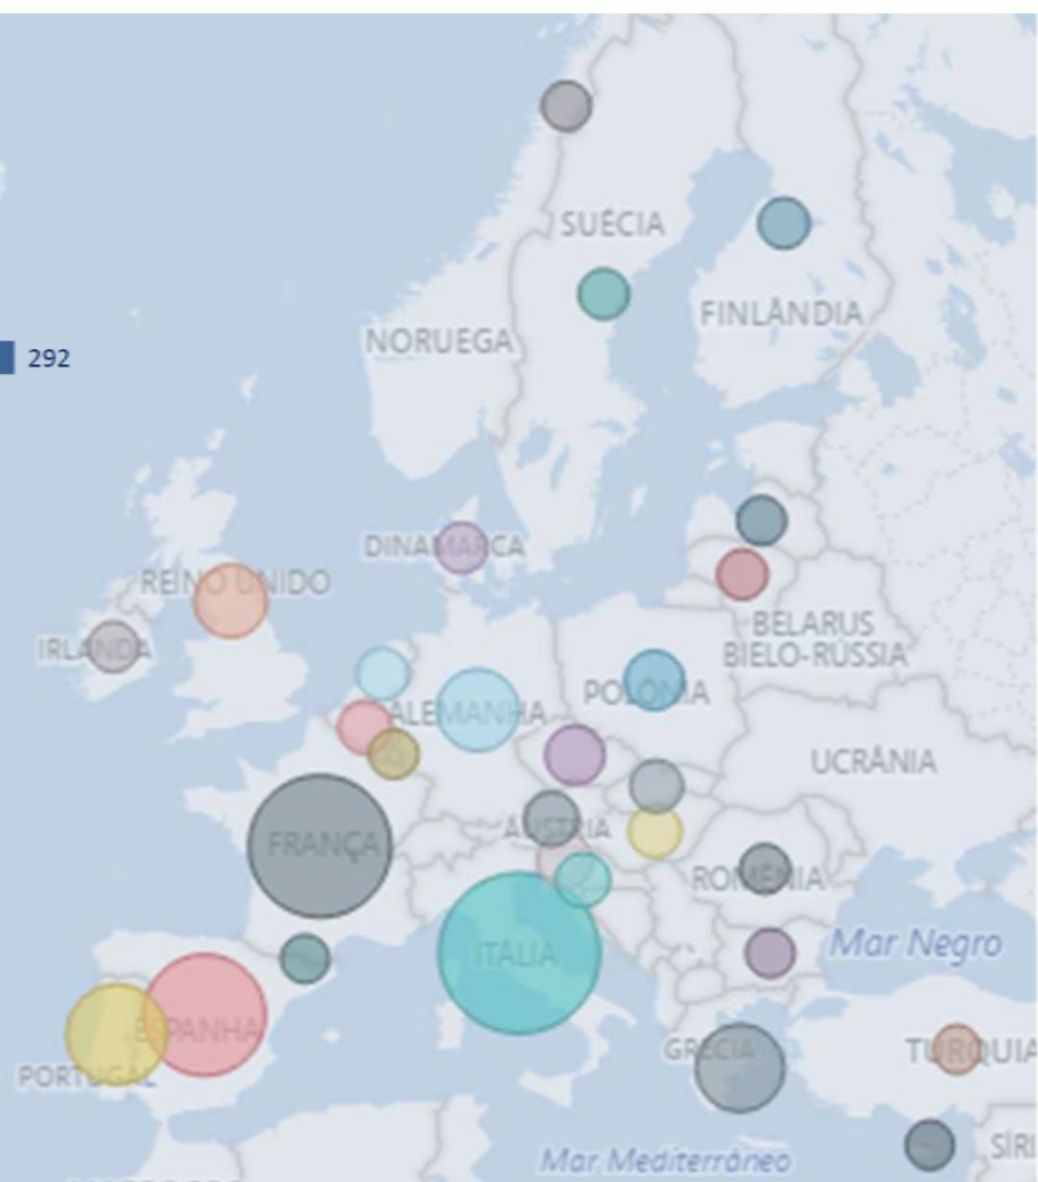 SUÉCIA
FINLÂNDIA
NORUEGA
292
DINAMARCA
REINO UNIDO
IRLANDA
BELARUS
BIELO-RÚSSIA
POLÔNIA
ALEMANHA
UCRÂNIA
ÁUSTRIA
FRANÇA
ROMÊNIA
Mar Negro
ITÁLIA
ESPANHA
GRÉCIA
TURQUIA
PORTUGAL
SÍRI
Mar Mediterrâneo